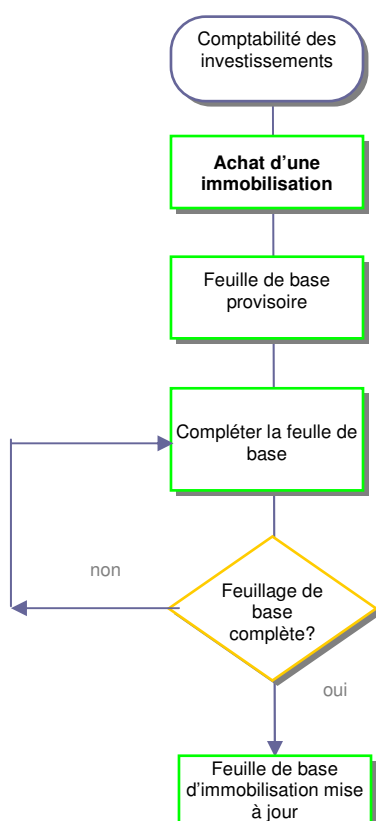 Comptabilité des
investissements
Achat d'une
immobilisation
Feuille de base
provisoire
Compléter la feulle de
base
non
Feuillage de
base
complète?
oui
Feuille de base
d'immobilisation mise
à jour